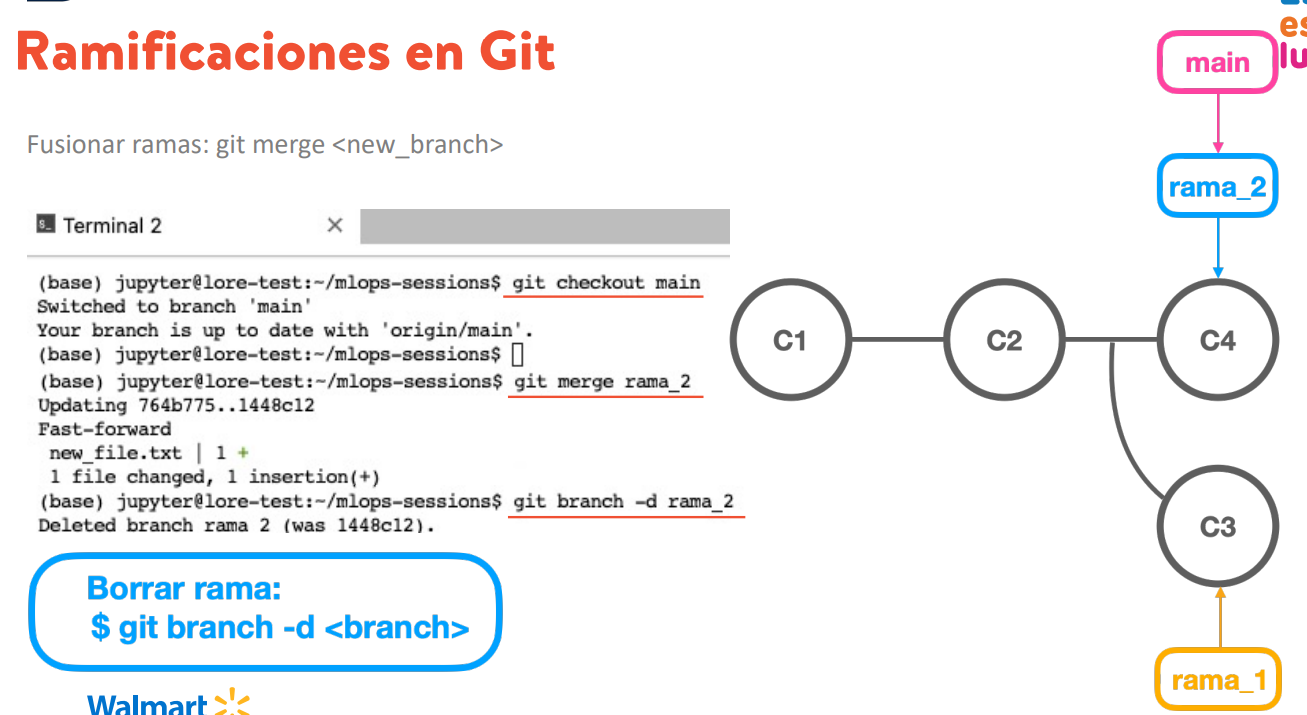 Ramificaciones en Git
es
lu
main
Fusionar ramas: git merge <new_branch>
rama_2
Terminal 2
(base) jupyter@lore-test:~/mlops-sessions$ git checkout main
Switched to branch 'main'
Your branch is up to date with 'origin/main'.
(base) jupyter@lore-test:~/mlops-sessions$
(base) jupyter@lore-test:~/mlops-sessions$ git merge rama_2
Updating 764b775..1448c12
Fast-forward
new_file.txt | 1 +
1 file changed, 1 insertion(+)
(base) jupyter@lore-test:~/mlops-sessions$ git branch -d rama_2
Deleted branch rama 2 (was 1448c12).
C1
C2
C4
C3
Borrar rama:
$ git branch -d <branch>
rama_1
Walmart